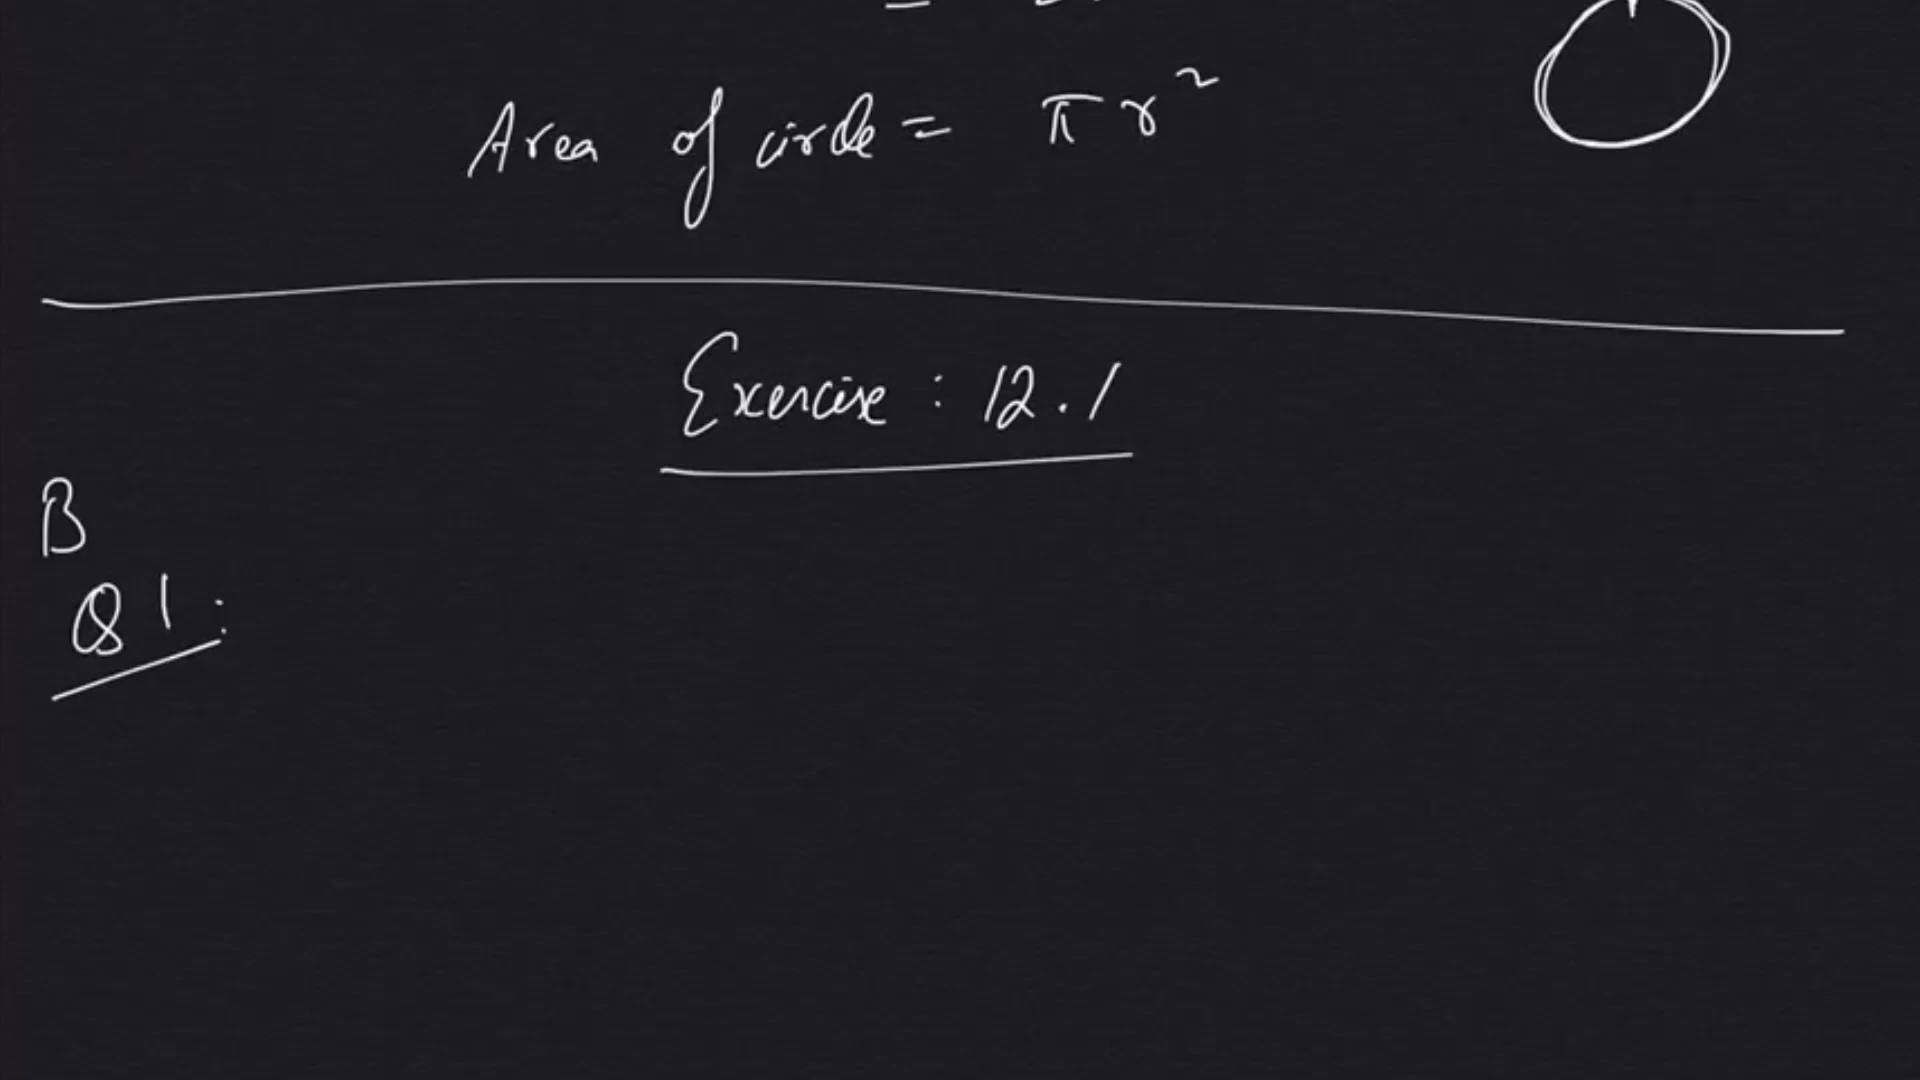 Area of circle = πr²
Exercise : 12.1
B
Q1: